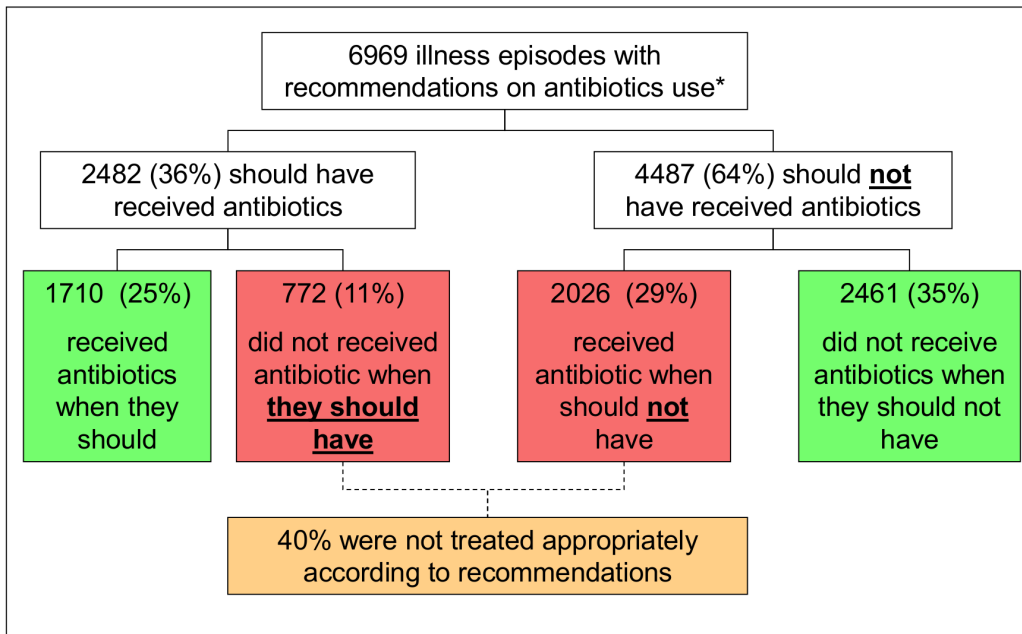 6969 illness episodes with
recommendations on antibiotics use*
2482 (36%) should have
received antibiotics
4487 (64%) should not
have received antibiotics
1710 (25%)
received
antibiotics
when they
should
772 (11%)
did not received
antibiotic when
they should
have
2026 (29%)
received
antibiotic when
should not
have
2461 (35%)
did not receive
antibiotics when
they should not
have
40% were not treated appropriately
according to recommendations